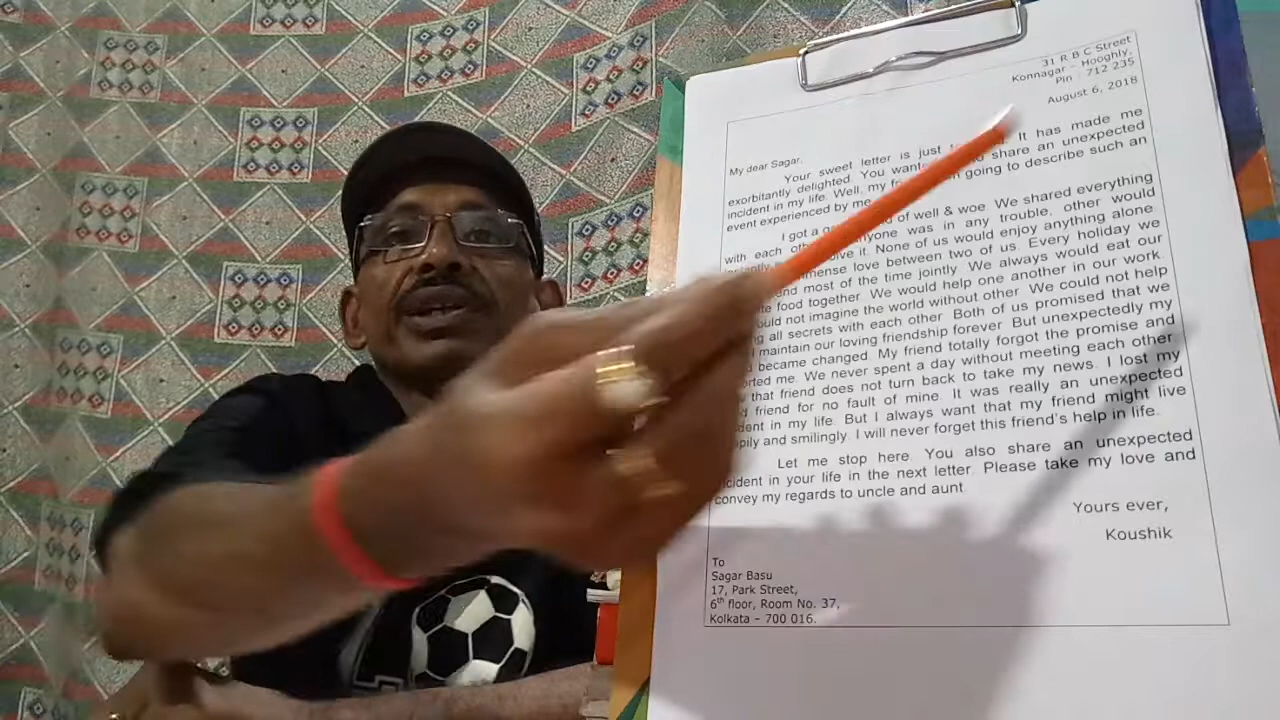 31 R B C Street
Konnagar – Hooghly,
Pin : 712 235
August 6, 2018
My dear Sagar,
Your sweet letter is just It has made me
exorbitantly delighted. You share an unexpected
incident in my life. Well, my going to describe such an
event experienced by me
I got a of well & woe. We shared everything
with each anyone was in any trouble, other would
it. None of us would enjoy anything alone.
love between two of us. Every holiday we
most of the time jointly. We always would eat our
food together. We would help one another in our work.
not imagine the world without other. We could not help
all secrets with each other. Both of us promised that we
maintain our loving friendship forever. But unexpectedly my
became changed. My friend totally forgot the promise and
me. We never spent a day without meeting each other
that friend does not turn back to take my news. I lost my
friend for no fault of mine. It was really an unexpected
in my life. But I always want that my friend might live
and smilingly. I will never forget this friend's help in life.
Let me stop here. You also share an unexpected
incident in your life in the next letter. Please take my love and
convey my regards to uncle and aunt.
Yours ever,
Koushik
To
Sagar Basu
17, Park Street,
6th floor, Room No. 37,
Kolkata – 700 016.